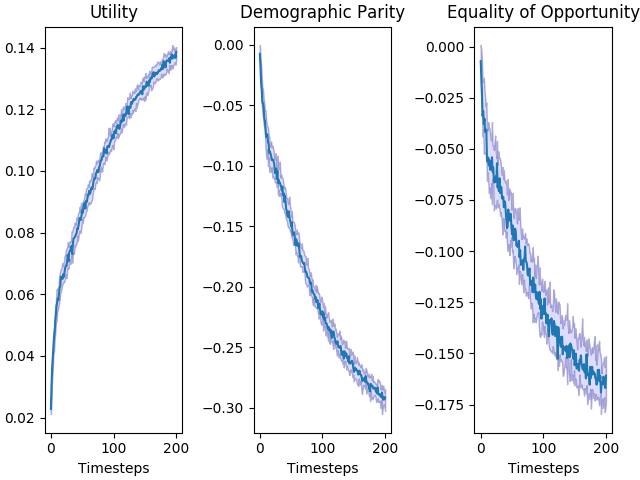 Utility
0.14
0.12
0.10
0.08
0.06
0.04
0.02
0 100 200
Timesteps
Demographic Parity
0.00
−0.05
−0.10
−0.15
−0.20
−0.25
−0.30
0 100 200
Timesteps
Equality of Opportunity
0.000
−0.025
−0.050
−0.075
−0.100
−0.125
−0.150
−0.175
0 100 200
Timesteps